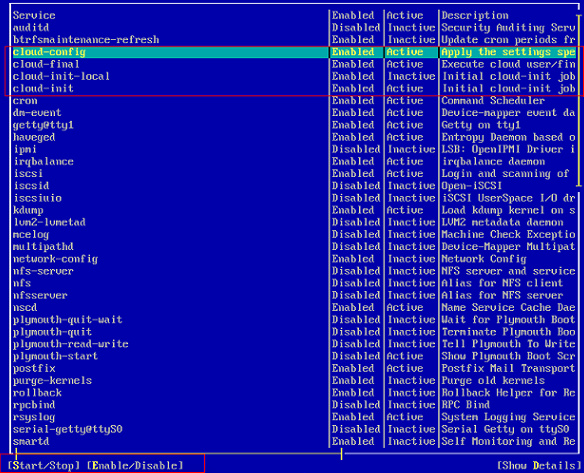 Service Enabled Active Description
auditd Disabled Inactive Security Auditing Serv
btrfsmaintenance-refresh Enabled Inactive Update cron periods fr
cloud-config Enabled Active Apply the settings spe
cloud-final Enabled Active Execute cloud user/fin
cloud-init-local Enabled Inactive Initial cloud-init job
cloud-init Enabled Active Initial cloud-init job
cron Enabled Active Command Scheduler
dm-event Enabled Active Device-mapper event da
getty@tty1 Enabled Active Getty on tty1
haveged Enabled Active Entropy Daemon based o
ipmi Disabled Inactive LSB: OpenIPMI Driver i
irqbalance Enabled Active irqbalance daemon
iscsi Enabled Active Login and scanning of
iscsid Disabled Inactive Open-iSCSI
iscsiuio Disabled Inactive iSCSI UserSpace I/O dr
kdump Enabled Active Load kdump kernel on s
lvm2-lvmetad Disabled Inactive LVM2 metadata daemon
mcelog Disabled Inactive Machine Check Exceptio
multipathd Disabled Inactive Device-Mapper Multipat
network-config Enabled Inactive Network Config
nfs-server Disabled Inactive NFS server and service
nfs Disabled Inactive Alias for NFS client
nfsserver Disabled Inactive Alias for NFS server
nscd Enabled Active Name Service Cache Dae
plymouth-quit-wait Disabled Inactive Wait for Plymouth Boot
plymouth-quit Disabled Inactive Terminate Plymouth Boo
plymouth-read-write Disabled Inactive Tell Plymouth To Write
plymouth-start Disabled Active Show Plymouth Boot Scr
postfix Enabled Active Postfix Mail Transport
purge-kernels Enabled Inactive Purge old kernels
rollback Enabled Inactive Rollback Helper for Re
rpcbind Disabled Inactive RPC Bind
rsyslog Enabled Active System Logging Service
serial-getty@ttyS0 Disabled Inactive Serial Getty on ttyS0
smartd Enabled Inactive Self Monitoring and Re
[Start/Stop] [Enable/Disable] [Show Details]